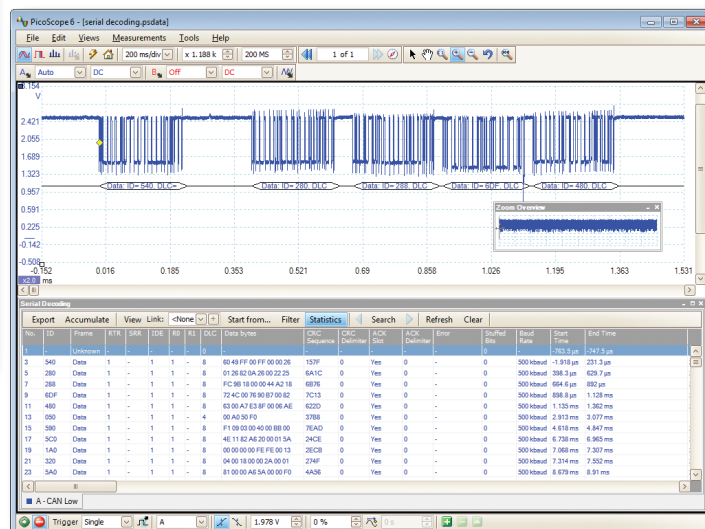 PicoScope 6 - [serial decoding.psdata]
File Edit Views Measurements Tools Help
200 ms/div x 1.188 k 200 MS 1 of 1
A Auto DC B Off DC
3.154
V
2.421
2.055
1.689
1.323
0.957
0.591
0.225
-0.142
-0.508
Data: ID= 540, DLC= Data: ID= 280, DLC Data: ID= 288, DLC Data: ID= 6DF, DLC Data: ID= 480, DLC
Zoom Overview
-0.752 0.016 0.185 0.353 0.521 0.69 0.858 1.026 1.195 1.363 1.531
x2.0 ms
Serial Decoding
Export Accumulate View Link: <None Start from... Filter Statistics Search Refresh Clear
No. ID Frame RTR SRR IDE R0 R1 DLC Data bytes CRC Sequence CRC Delimiter ACK Slot ACK Delimiter Error Stuffed Bits Baud Rate Start Time End Time
1 - Unknown - - - - - 0 - - - - - - 0 - -763.5 µs -747.5 µs
3 540 Data 1 - 1 1 - 8 60 49 FF 00 FF 00 00 26 157F 0 Yes 0 - 0 500 kbaud -1.918 µs 231.3 µs
5 280 Data 1 - 1 1 - 8 01 26 82 0A 26 00 22 25 6A1C 0 Yes 0 - 0 500 kbaud 398.3 µs 629.7 µs
7 288 Data 1 - 1 1 - 8 FC 9B 18 00 00 44 A2 18 6B76 0 Yes 0 - 0 500 kbaud 664.6 µs 892 µs
9 6DF Data 1 - 1 1 - 8 72 4C 00 76 90 B7 00 82 7C13 0 Yes 0 - 0 500 kbaud 898.8 µs 1.128 ms
11 480 Data 1 - 1 1 - 8 63 00 A7 E3 8F 00 06 AE 622D 0 Yes 0 - 0 500 kbaud 1.135 ms 1.362 ms
13 050 Data 1 - 1 1 - 4 00 A0 50 F0 37B8 0 Yes 0 - 0 500 kbaud 2.913 ms 3.077 ms
15 590 Data 1 - 1 1 - 8 F1 09 03 00 40 00 BB 00 7EAD 0 Yes 0 - 0 500 kbaud 4.618 ms 4.847 ms
17 5C0 Data 1 - 1 1 - 8 4E 11 82 A6 20 00 01 5A 24CE 0 Yes 0 - 0 500 kbaud 6.738 ms 6.965 ms
19 1A0 Data 1 - 1 1 - 8 00 00 00 00 FE FE 00 13 2ECB 0 Yes 0 - 0 500 kbaud 7.068 ms 7.307 ms
21 320 Data 1 - 1 1 - 8 04 00 18 00 00 2A 00 01 274F 0 Yes 0 - 0 500 kbaud 7.314 ms 7.552 ms
23 5A0 Data 1 - 1 1 - 8 81 00 00 A6 5A 00 00 F0 4A56 0 Yes 0 - 0 500 kbaud 8.679 ms 8.91 ms
A - CAN Low
Trigger Single A 1.978 V 0 % 0 s